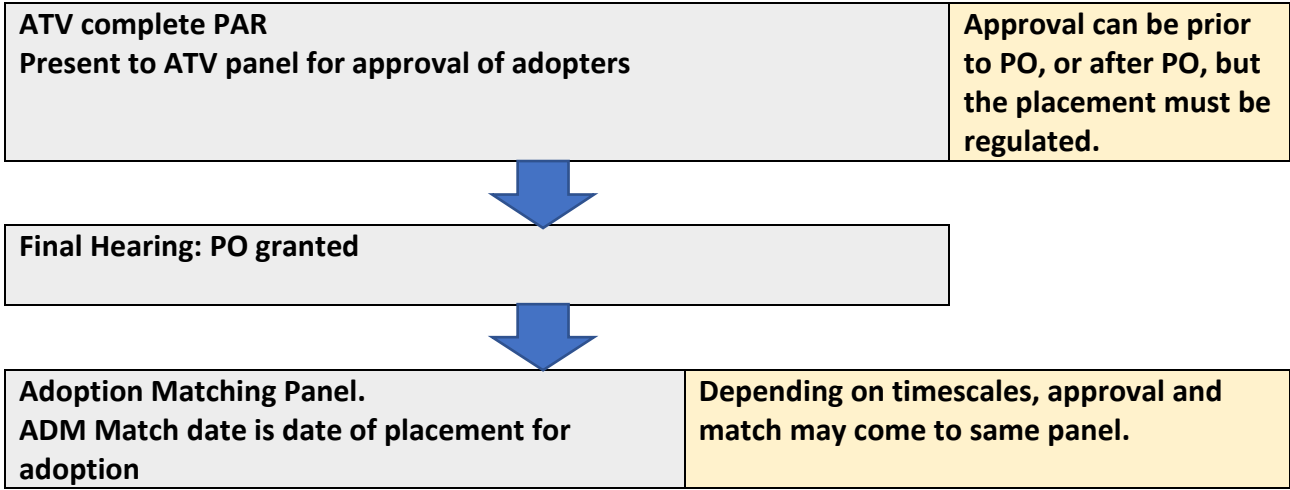 ATV complete PAR
Present to ATV panel for approval of adopters
Approval can be prior
to PO, or after PO, but
the placement must be
regulated.
Final Hearing: PO granted
Adoption Matching Panel.
ADM Match date is date of placement for
adoption
Depending on timescales, approval and
match may come to same panel.